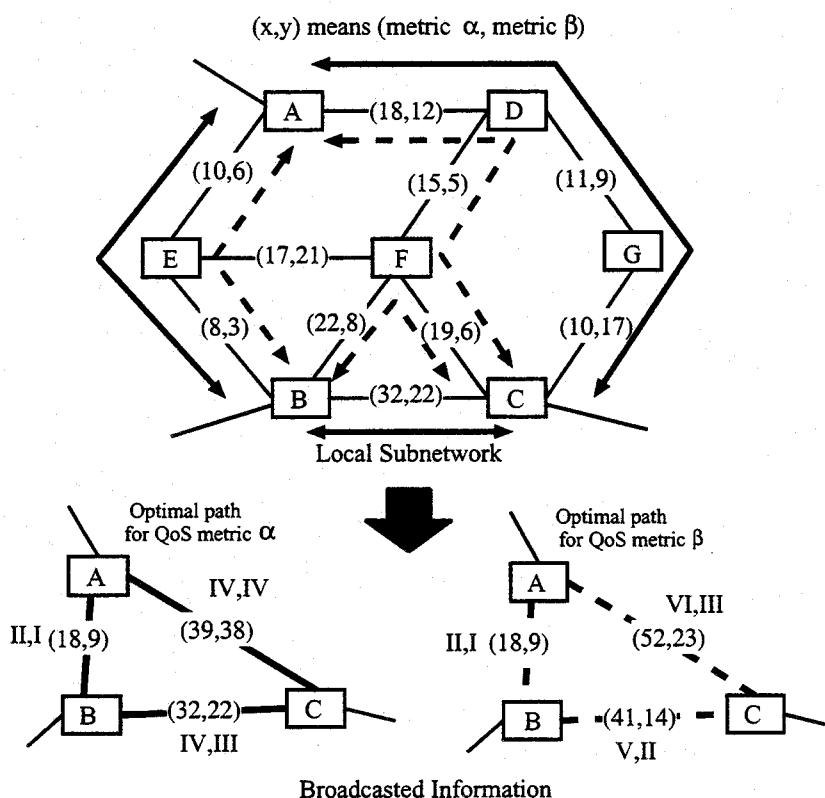 (x,y) means (metric α, metric β)
A
(18,12)
D
(10,6)
(15,5)
(11,9)
E
(17,21)
F
G
(8,3)
(22,8)
(19,6)
(10,17)
B
(32,22)
C
Local Subnetwork
Optimal path
for QoS metric α
A
IV,IV
II,I (18,9)
(39,38)
B
(32,22)
C
IV,III
Optimal path
for QoS metric β
A
VI,III
II,I (18,9)
(52,23)
B
(41,14)
C
V,II
Broadcasted Information